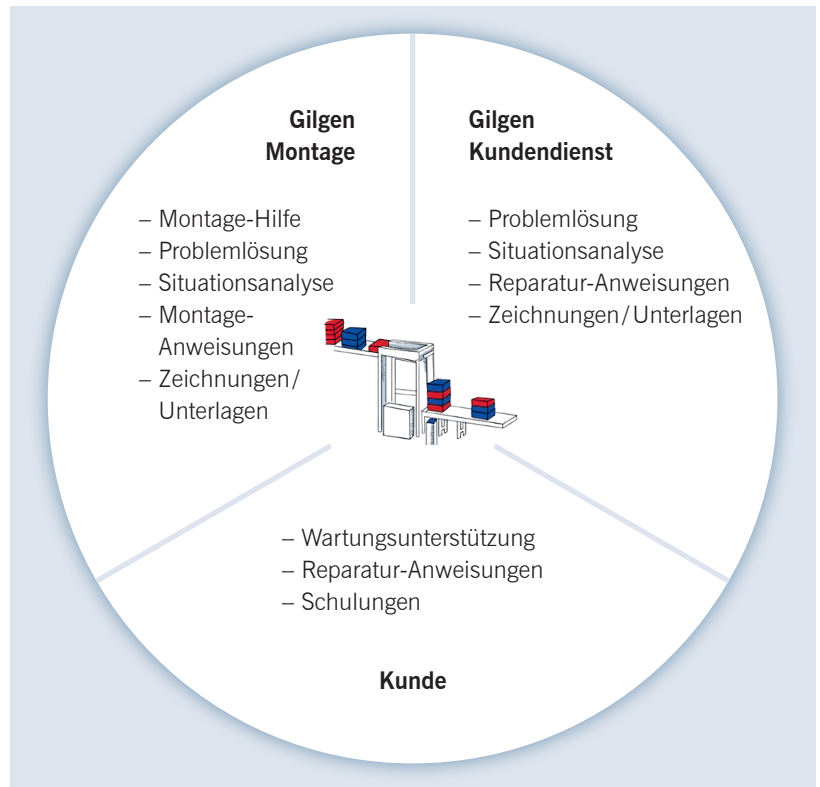 Gilgen
Montage
– Montage-Hilfe
– Problemlösung
– Situationsanalyse
– Montage-
Anweisungen
– Zeichnungen/
Unterlagen
Gilgen
Kundendienst
– Problemlösung
– Situationsanalyse
– Reparatur-Anweisungen
– Zeichnungen/Unterlagen
– Wartungsunterstützung
– Reparatur-Anweisungen
– Schulungen
Kunde